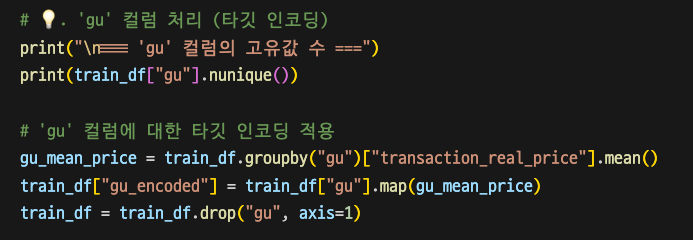 # 💡. 'gu' 컬럼 처리 (타깃 인코딩)
print("\n=== 'gu' 컬럼의 고유값 수 ===")
print(train_df["gu"].nunique())
# 'gu' 컬럼에 대한 타깃 인코딩 적용
gu_mean_price = train_df.groupby("gu")["transaction_real_price"].mean()
train_df["gu_encoded"] = train_df["gu"].map(gu_mean_price)
train_df = train_df.drop("gu", axis=1)